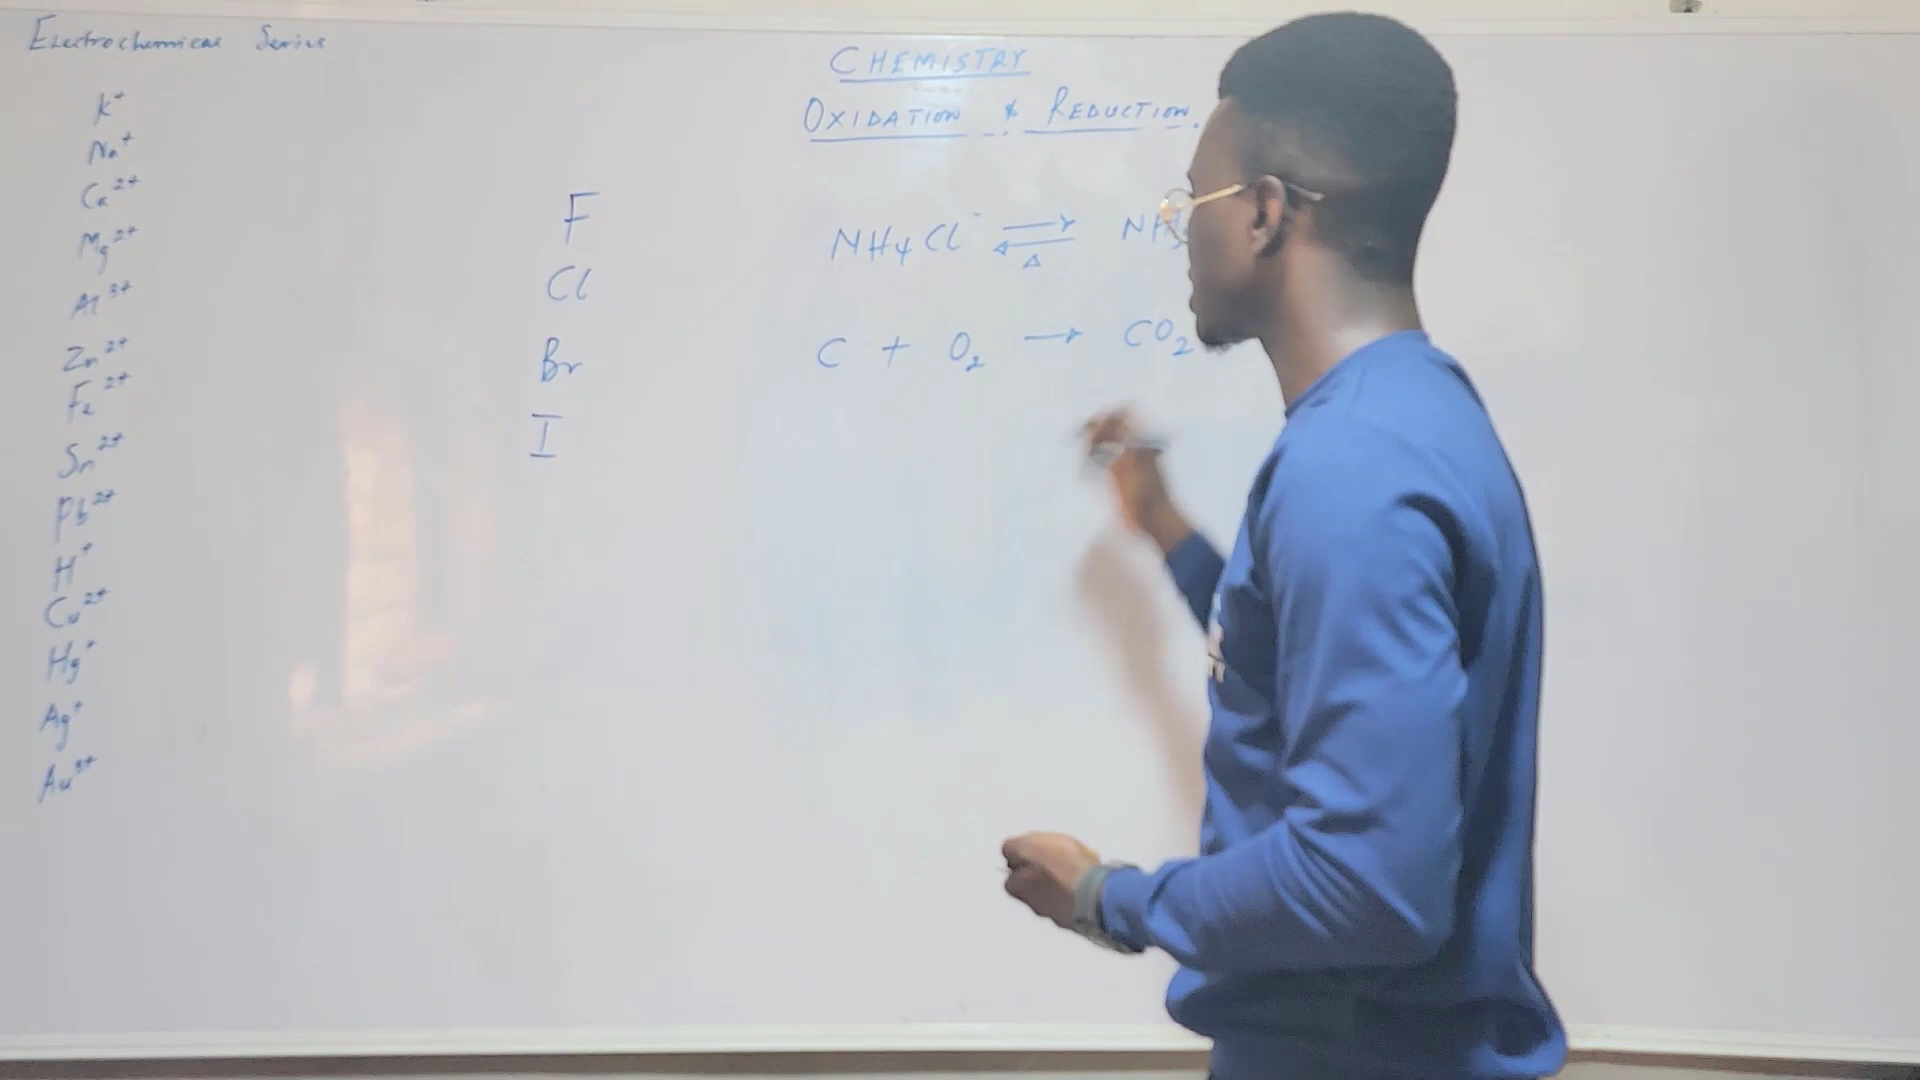 Electrochemical Series
K+
Na+
Ca2+
Mg2+
Al3+
Zn2+
Fe2+
Sn2+
Pb2+
H+
Cu2+
Hg+
Ag+
Au3+
F
Cl
Br
I
CHEMISTRY
OXIDATION & REDUCTION.
NH4Cl ⇌ NH3
Δ
C + O2 → CO2